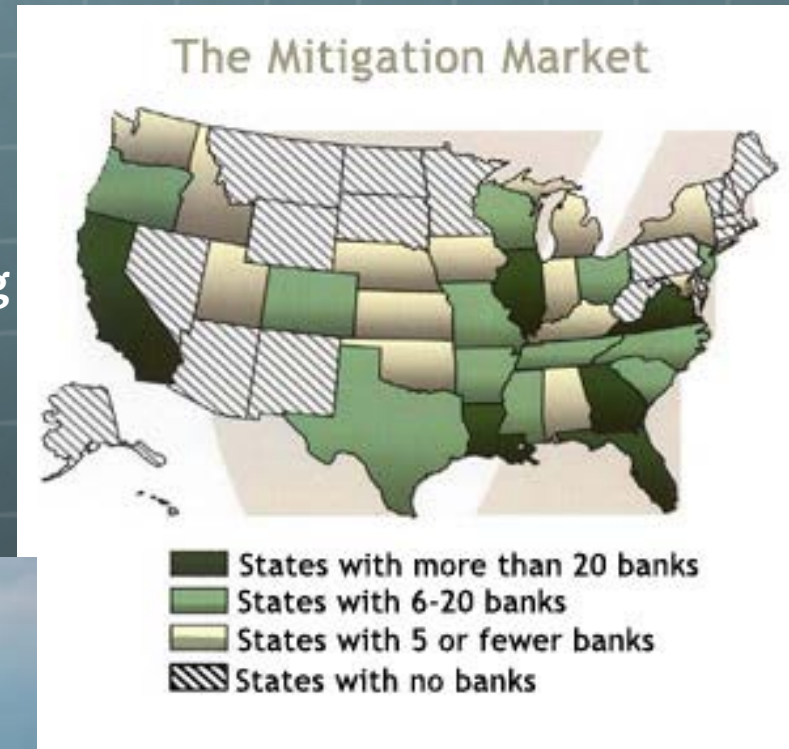 The Mitigation Market
g
States with more than 20 banks
States with 6-20 banks
States with 5 or fewer banks
States with no banks